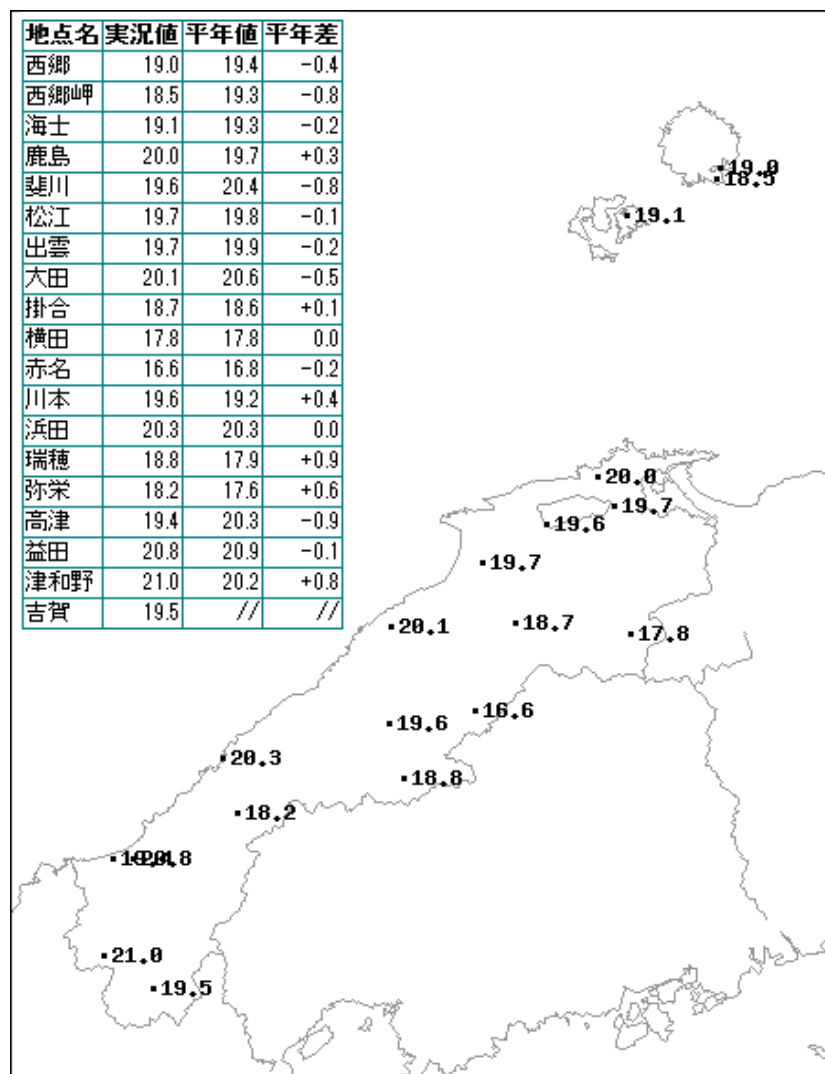 地点名 実況値 平年値 平年差
西郷 19.0 19.4 -0.4
西郷岬 18.5 19.3 -0.8
海士 19.1 19.3 -0.2
鹿島 20.0 19.7 +0.3
斐川 19.6 20.4 -0.8
松江 19.7 19.8 -0.1
出雲 19.7 19.9 -0.2
大田 20.1 20.6 -0.5
掛合 18.7 18.6 +0.1
横田 17.8 17.8 0.0
赤名 16.6 16.8 -0.2
川本 19.6 19.2 +0.4
浜田 20.3 20.3 0.0
瑞穂 18.8 17.9 +0.9
弥栄 18.2 17.6 +0.6
高津 19.4 20.3 -0.9
益田 20.8 20.9 -0.1
津和野 21.0 20.2 +0.8
吉賀 19.5 // //
19.0
18.5
19.1
20.0
19.7
19.6
19.7
20.1
18.7
17.8
16.6
19.6
20.3
18.8
18.2
19.4 20.8
21.0
19.5